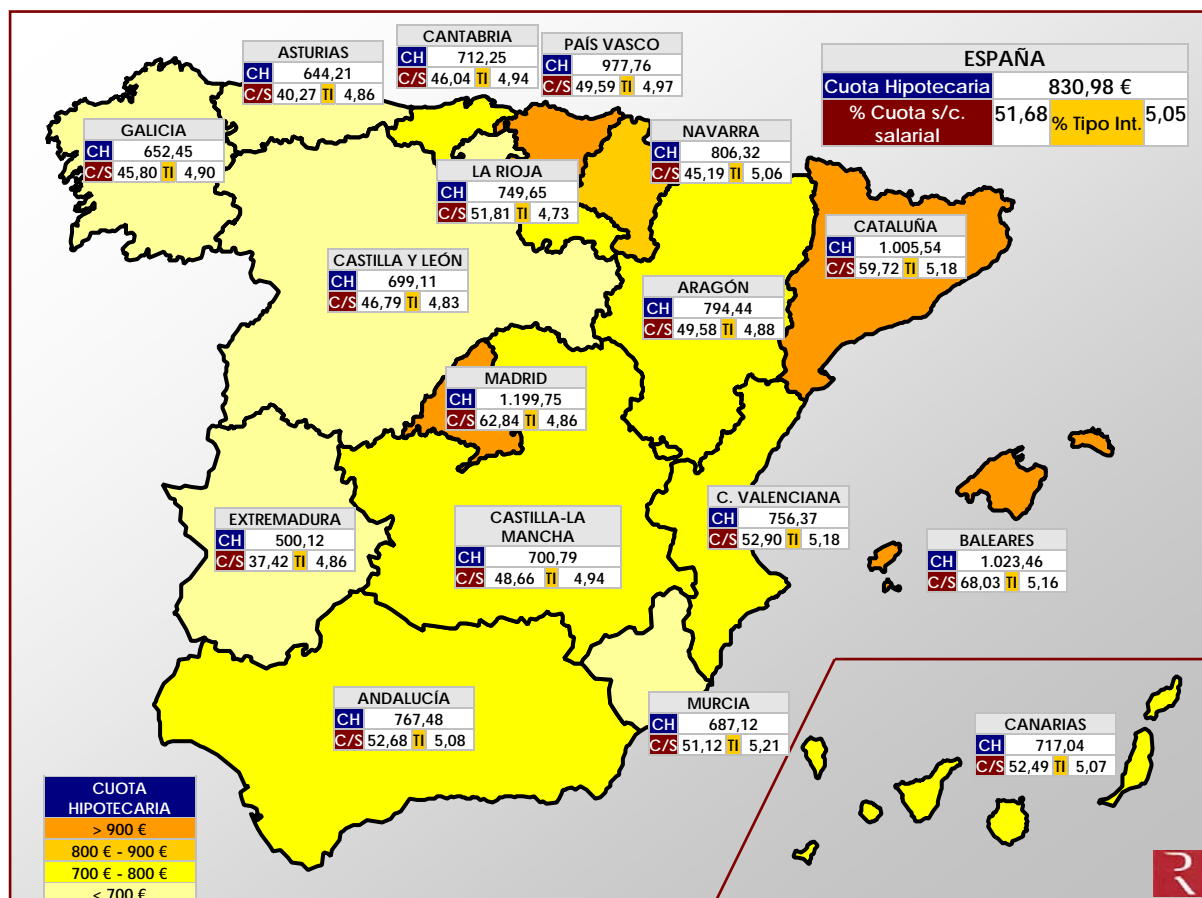 ASTURIAS
CH 644,21
C/S 40,27 TI 4,86
CANTABRIA
CH 712,25
C/S 46,04 TI 4,94
PAÍS VASCO
CH 977,76
C/S 49,59 TI 4,97
ESPAÑA
Cuota Hipotecaria 830,98 €
% Cuota s/c. salarial 51,68 % Tipo Int. 5,05
GALICIA
CH 652,45
C/S 45,80 TI 4,90
NAVARRA
CH 806,32
C/S 45,19 TI 5,06
LA RIOJA
CH 749,65
C/S 51,81 TI 4,73
CATALUÑA
CH 1.005,54
C/S 59,72 TI 5,18
CASTILLA Y LEÓN
CH 699,11
C/S 46,79 TI 4,83
ARAGÓN
CH 794,44
C/S 49,58 TI 4,88
MADRID
CH 1.199,75
C/S 62,84 TI 4,86
C. VALENCIANA
CH 756,37
C/S 52,90 TI 5,18
EXTREMADURA
CH 500,12
C/S 37,42 TI 4,86
CASTILLA-LA
MANCHA
CH 700,79
C/S 48,66 TI 4,94
BALEARES
CH 1.023,46
C/S 68,03 TI 5,16
ANDALUCÍA
CH 767,48
C/S 52,68 TI 5,08
MURCIA
CH 687,12
C/S 51,12 TI 5,21
CANARIAS
CH 717,04
C/S 52,49 TI 5,07
CUOTA
HIPOTECARIA
> 900 €
800 € - 900 €
700 € - 800 €
< 700 €
R